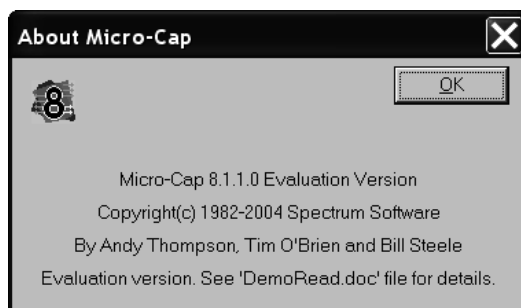 About Micro-Cap
8
OK
Micro-Cap 8.1.1.0 Evaluation Version
Copyright(c) 1982-2004 Spectrum Software
By Andy Thompson, Tim O'Brien and Bill Steele
Evaluation version. See 'DemoRead.doc' file for details.